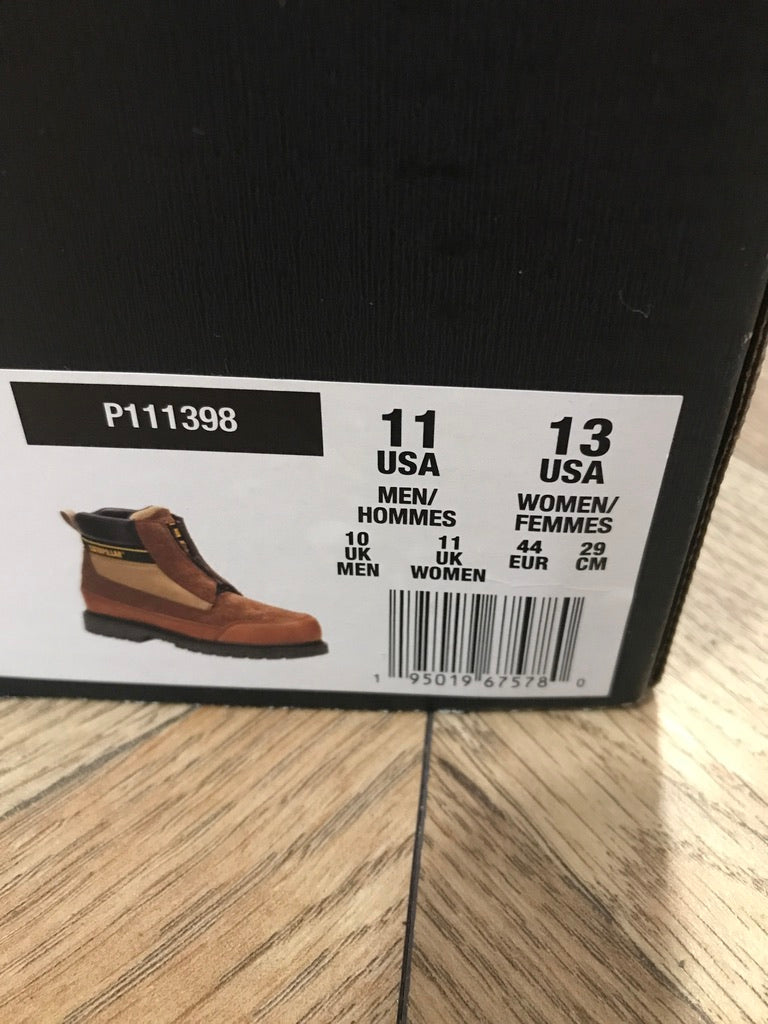 P111398
11
USA
MEN/
HOMMES
13
USA
WOMEN/
FEMMES
10
UK
MEN
11
UK
WOMEN
44
EUR
29
CM
CATERPILLAR
1 95019 67578 0